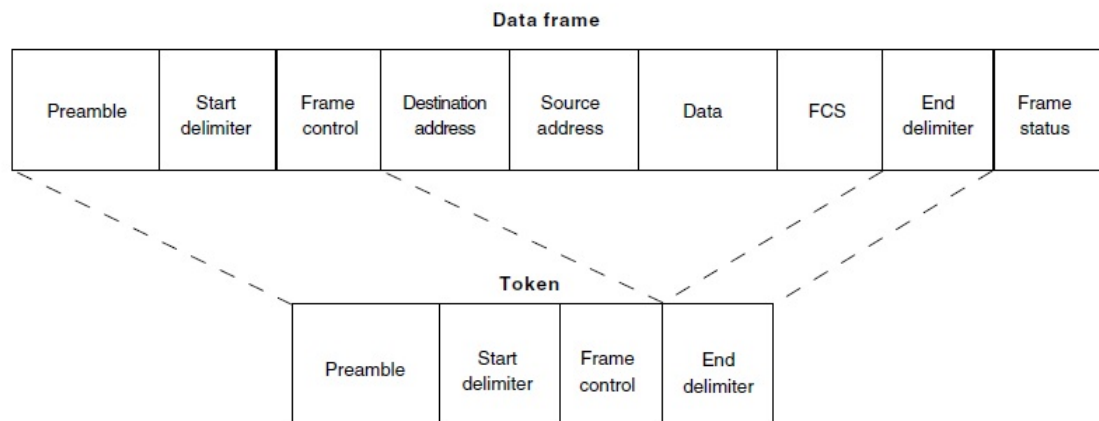 Data frame
Preamble
Start
delimiter
Frame
control
Destination
address
Source
address
Data
FCS
End
delimiter
Frame
status
Token
Preamble
Start
delimiter
Frame
control
End
delimiter